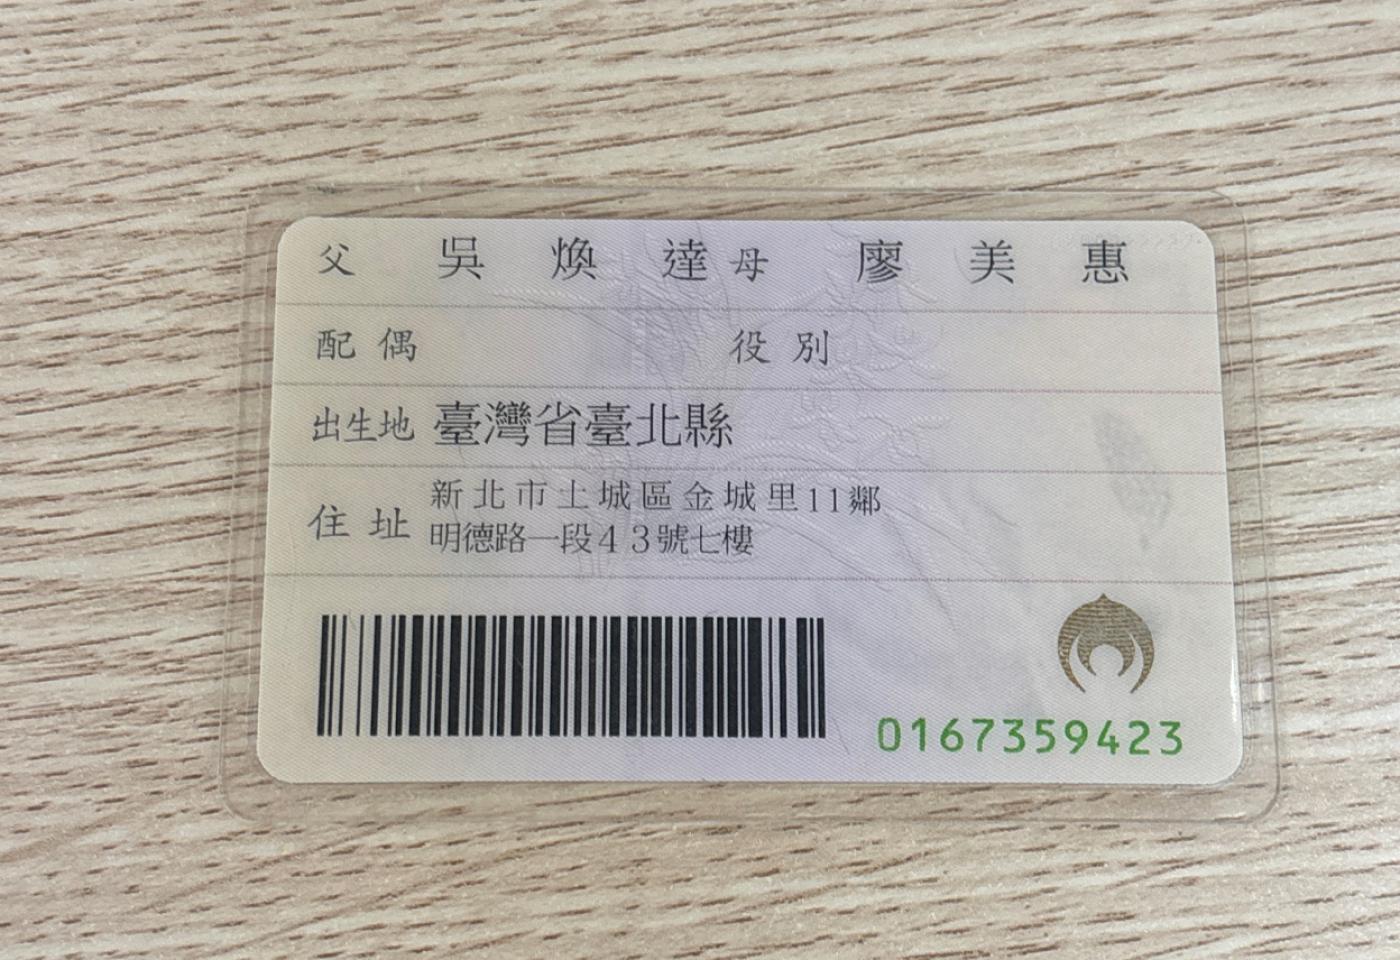 父 吳煥達 母 廖美惠
配偶 役別
出生地 臺灣省臺北縣
住址 新北市土城區金城里11鄰
明德路一段43號七樓
0167359423